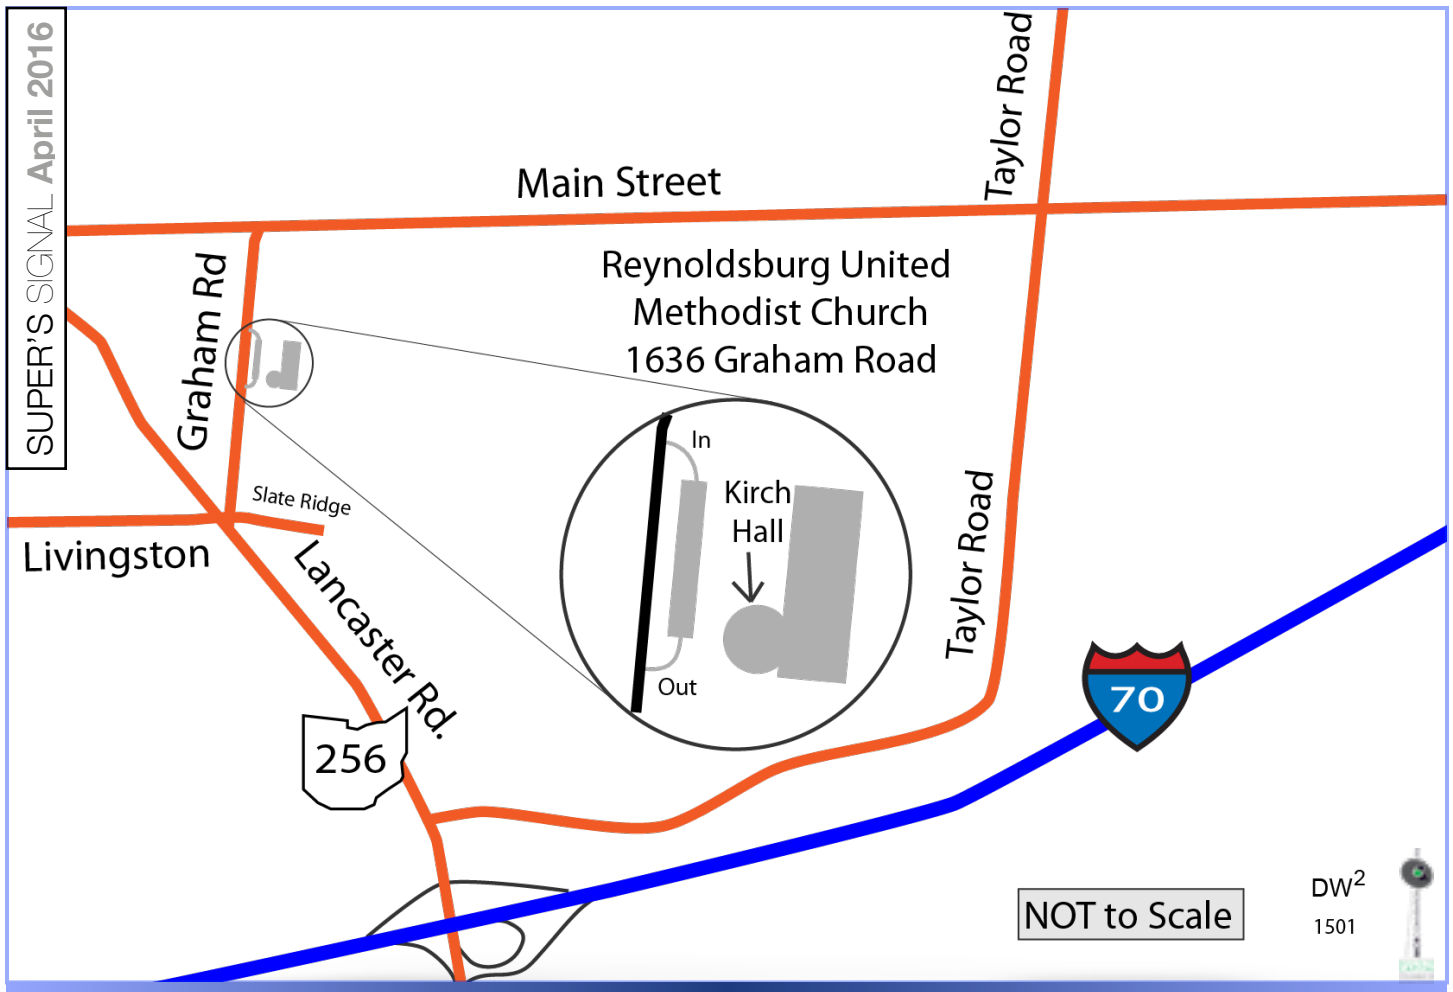 SUPER'S SIGNAL April 2016
Taylor Road
Main Street
Graham Rd
Reynoldsburg United
Methodist Church
1636 Graham Road
In
Kirch
Hall
Out
Slate Ridge
Livingston
Lancaster Rd.
Taylor Road
256
70
NOT to Scale
DW2
1501